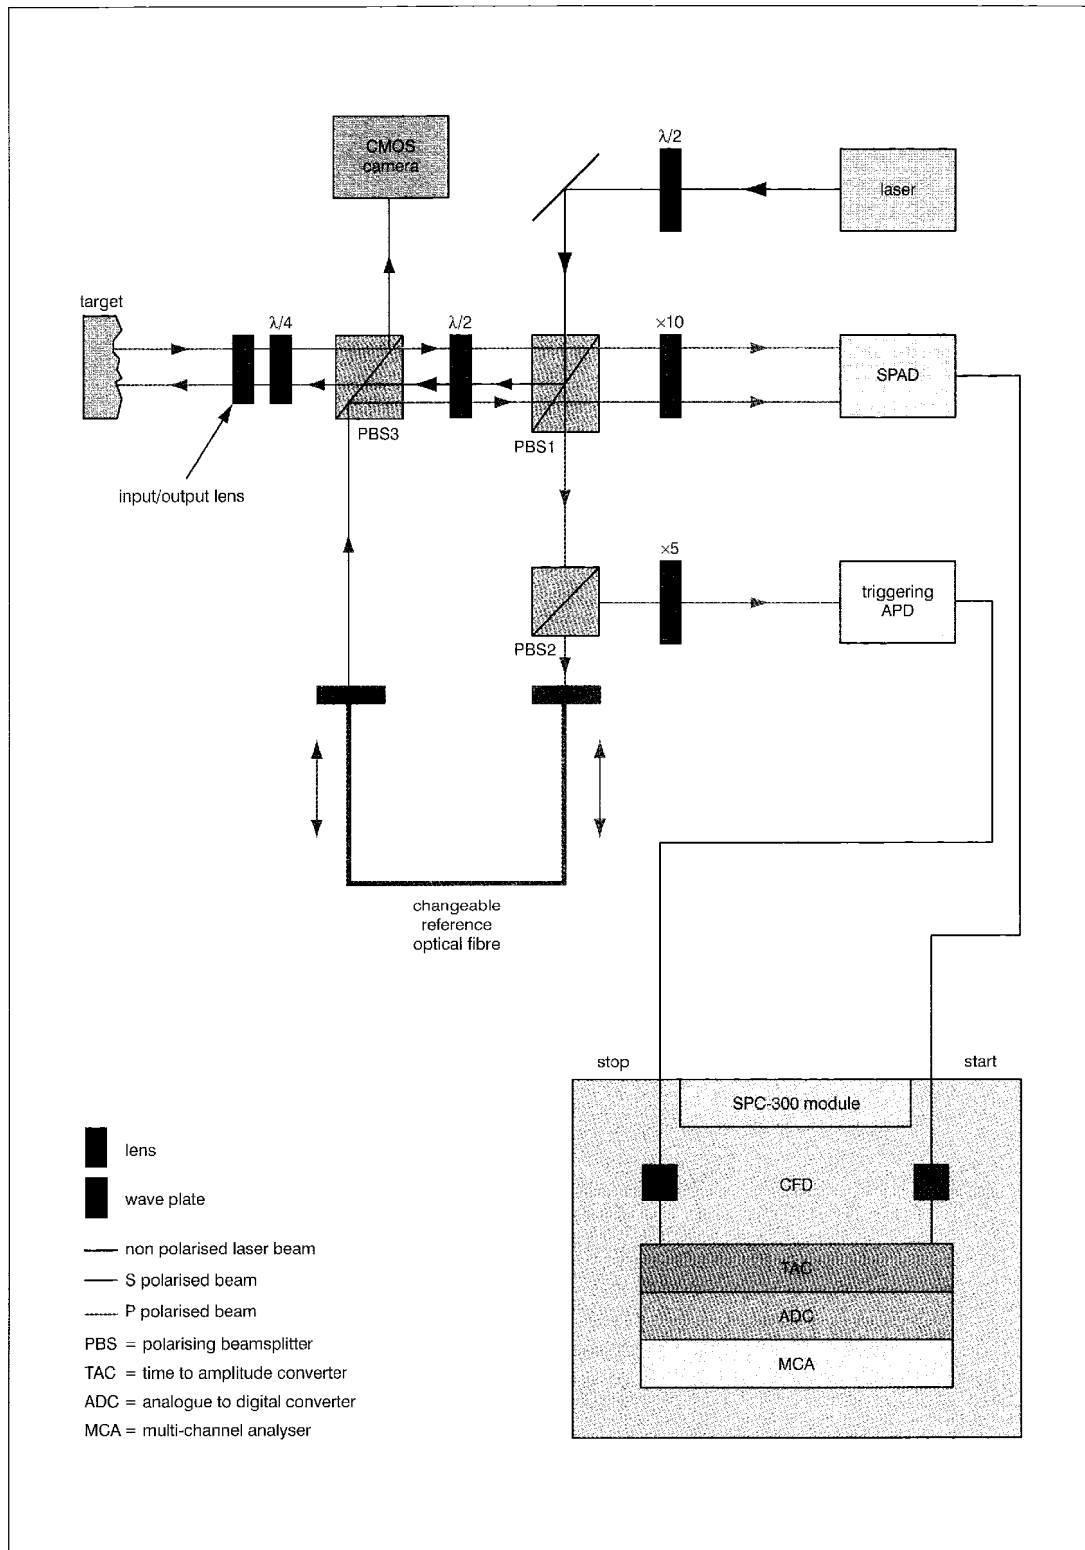 CMOS
camera
λ/2
laser
target
λ/4
λ/2
×10
SPAD
PBS3
PBS1
input/output lens
×5
triggering
APD
PBS2
changeable
reference
optical fibre
stop
start
SPC-300 module
CFD
TAC
ADC
MCA
lens
wave plate
non polarised laser beam
S polarised beam
P polarised beam
PBS = polarising beamsplitter
TAC = time to amplitude converter
ADC = analogue to digital converter
MCA = multi-channel analyser